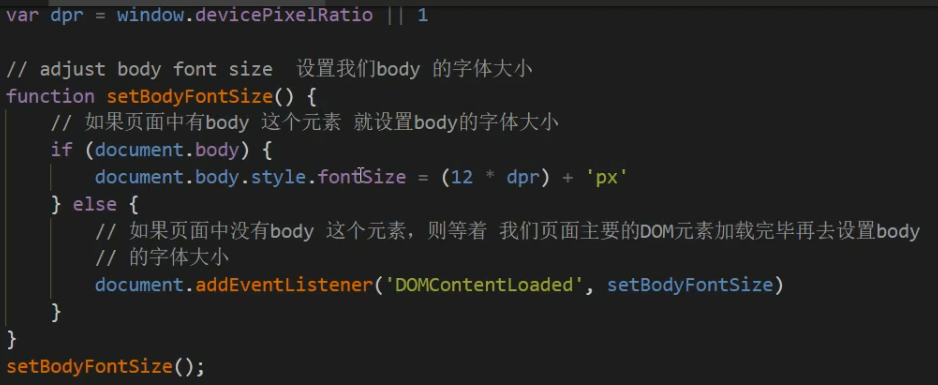 var dpr = window.devicePixelRatio || 1
// adjust body font size  设置我们body 的字体大小
function setBodyFontSize() {
// 如果页面中有body 这个元素 就设置body的字体大小
if (document.body) {
document.body.style.fontSize = (12 * dpr) + 'px'
} else {
// 如果页面中没有body 这个元素，则等着 我们页面主要的DOM元素加载完毕再去设置body
// 的字体大小
document.addEventListener('DOMContentLoaded', setBodyFontSize)
}
}
setBodyFontSize();